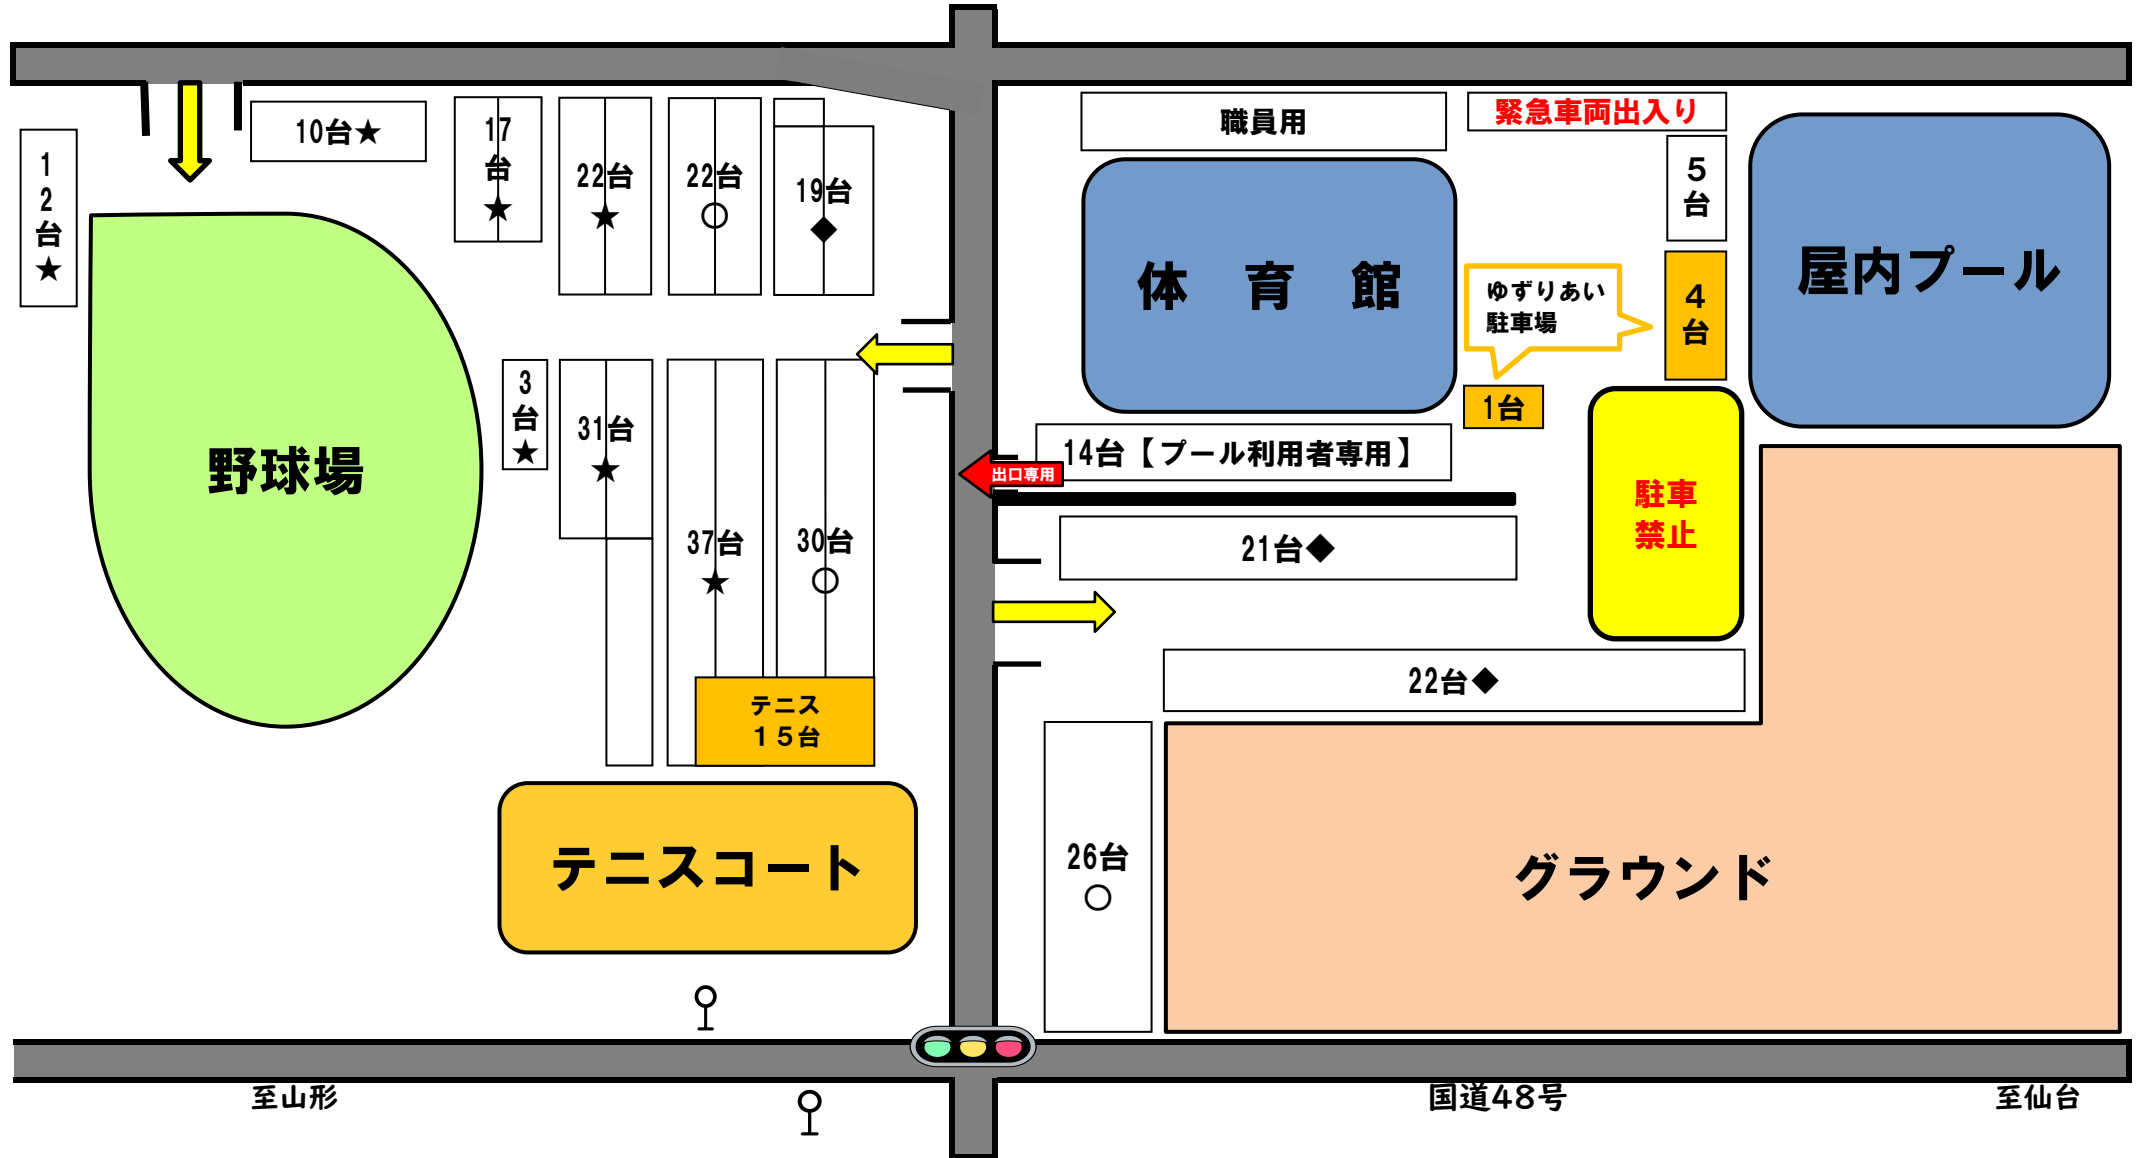 職員用
緊急車両出入り
10台★
17
台
★
22台
★
22台
○
19台
◆
1
2
台
★
5
台
体　育　館
屋内プール
ゆずりあい
駐車場
4
台
1台
3
台
★
31台
★
14台【プール利用者専用】
出口専用
野球場
駐車
禁止
37台
★
30台
○
21台◆
22台◆
テニス
１５台
テニスコート
26台
○
グラウンド
至山形
国道48号
至仙台